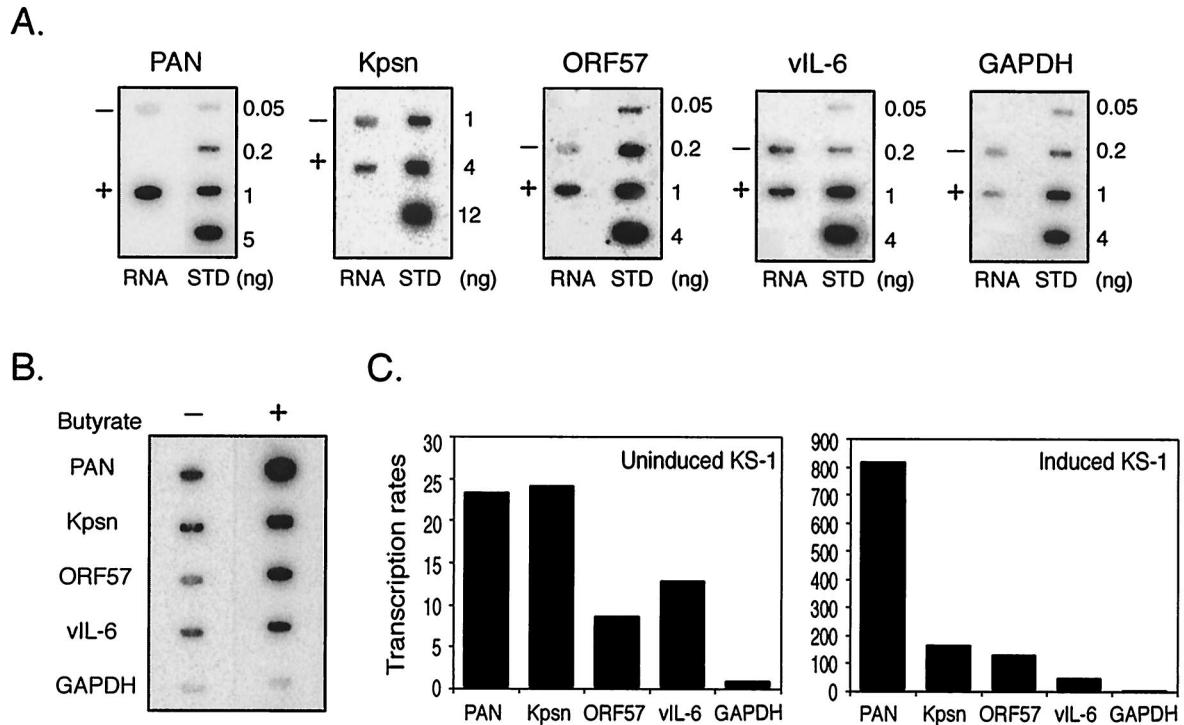 A.
PAN Kpsn ORF57 vIL-6 GAPDH
− 0.05 − 1 0.05 0.05 0.05
0.2 + 4 − 0.2 − 0.2 − 0.2
+ 1 12 + 1 + 1 + 1
5 4 4 4
RNA STD (ng) RNA STD (ng) RNA STD (ng) RNA STD (ng) RNA STD (ng)
B.
Butyrate − +
PAN
Kpsn
ORF57
vIL-6
GAPDH
C.
Transcription rates
30
25
20
15
10
5
0
Uninduced KS-1
PAN Kpsn ORF57 vIL-6 GAPDH
900
800
700
600
500
400
300
200
100
0
Induced KS-1
PAN Kpsn ORF57 vIL-6 GAPDH